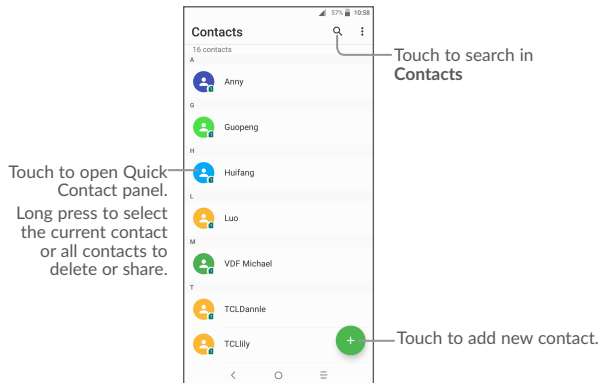 57% 10:58
Contacts
16 contacts
A
Anny
G
Guopeng
H
Huifang
L
Luo
M
VDF Michael
T
TCLDannle
TCLlily
Touch to search in
Contacts
Touch to open Quick
Contact panel.
Long press to select
the current contact
or all contacts to
delete or share.
Touch to add new contact.